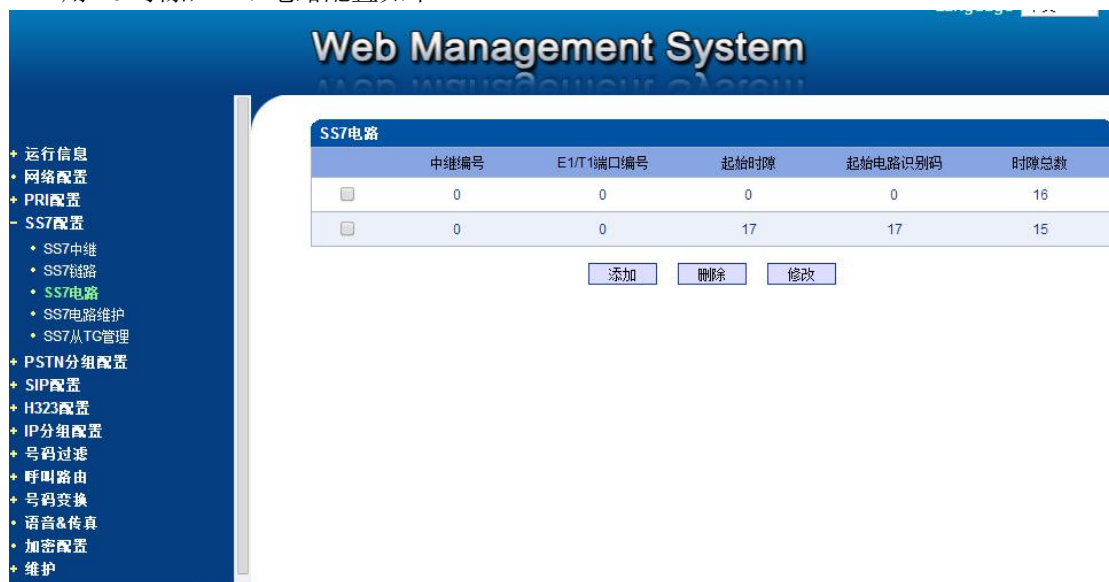 Web Management System
SS7电路
中继编号 E1/T1端口编号 起始时隙 起始电路识别码 时隙总数
0 0 0 0 16
0 0 17 17 15
添加 删除 修改
运行信息
网络配置
PRI配置
SS7配置
SS7中继
SS7链路
SS7电路
SS7电路维护
SS7从TG管理
PSTN分组配置
SIP配置
H323配置
IP分组配置
号码过滤
呼叫路由
号码变换
语音&传真
加密配置
维护